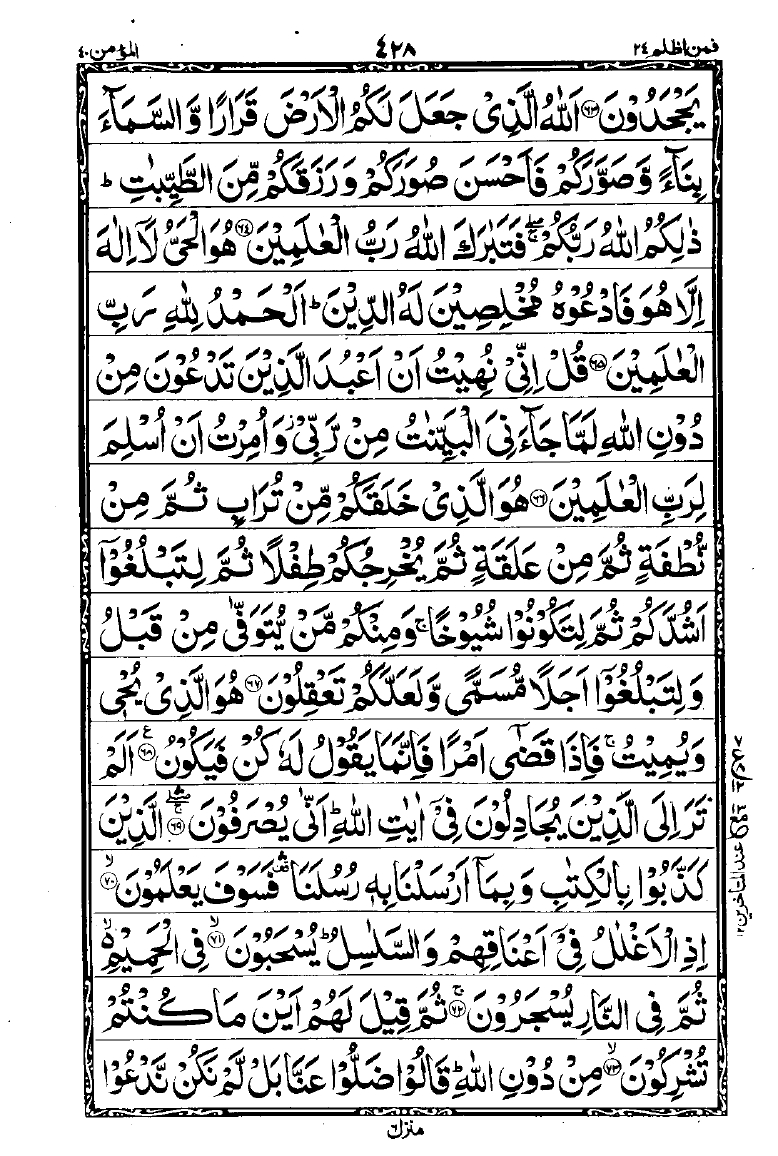 فمن اظلم ٢٤ ٤٢٨ المؤمن ٤٠
يَجْحَدُوْنَ ﴿٦٣﴾ اَللّٰهُ الَّذِىْ جَعَلَ لَكُمُ الْاَرْضَ قَرَارًا وَّالسَّمَآءَ
بِنَآءً وَّصَوَّرَكُمْ فَاَحْسَنَ صُوَرَكُمْ وَرَزَقَكُمْ مِّنَ الطَّيِّبٰتِ ؕ
ذٰلِكُمُ اللّٰهُ رَبُّكُمْ ۖۚ فَتَبٰرَكَ اللّٰهُ رَبُّ الْعٰلَمِيْنَ ﴿٦٤﴾ هُوَ الْحَىُّ لَاۤ اِلٰهَ
اِلَّا هُوَ فَادْعُوْهُ مُخْلِصِيْنَ لَهُ الدِّيْنَ ؕ اَلْحَمْدُ لِلّٰهِ رَبِّ
الْعٰلَمِيْنَ ﴿٦٥﴾ قُلْ اِنِّىْ نُهِيْتُ اَنْ اَعْبُدَ الَّذِيْنَ تَدْعُوْنَ مِنْ
دُوْنِ اللّٰهِ لَمَّا جَآءَنِىَ الْبَيِّنٰتُ مِنْ رَّبِّىْ وَاُمِرْتُ اَنْ اُسْلِمَ
لِرَبِّ الْعٰلَمِيْنَ ﴿٦٦﴾ هُوَ الَّذِىْ خَلَقَكُمْ مِّنْ تُرَابٍ ثُمَّ مِنْ
نُّطْفَةٍ ثُمَّ مِنْ عَلَقَةٍ ثُمَّ يُخْرِجُكُمْ طِفْلًا ثُمَّ لِتَبْلُغُوْۤا
اَشُدَّكُمْ ثُمَّ لِتَكُوْنُوْا شُيُوْخًا ۚ وَمِنْكُمْ مَّنْ يُّتَوَفّٰى مِنْ قَبْلُ
وَلِتَبْلُغُوْۤا اَجَلًا مُّسَمًّى وَّلَعَلَّكُمْ تَعْقِلُوْنَ ﴿٦٧﴾ هُوَ الَّذِىْ يُحْىٖ
وَيُمِيْتُ ۚ فَاِذَا قَضٰٓى اَمْرًا فَاِنَّمَا يَقُوْلُ لَهٗ كُنْ فَيَكُوْنُ ﴿٦٨﴾ ع اَلَمْ
تَرَ اِلَى الَّذِيْنَ يُجَادِلُوْنَ فِىْۤ اٰيٰتِ اللّٰهِ ؕ اَنّٰى يُصْرَفُوْنَ ﴿٦٩﴾ ۛۚ الَّذِيْنَ
كَذَّبُوْا بِالْكِتٰبِ وَبِمَاۤ اَرْسَلْنَا بِهٖ رُسُلَنَا ۛ فَسَوْفَ يَعْلَمُوْنَ ﴿٧٠﴾ ۙ
اِذِ الْاَغْلٰلُ فِىْۤ اَعْنَاقِهِمْ وَالسَّلٰسِلُ ؕ يُسْحَبُوْنَ ﴿٧١﴾ ۙ فِى الْحَمِيْمِ ۙ
ثُمَّ فِى النَّارِ يُسْجَرُوْنَ ﴿٧٢﴾ ۚ ثُمَّ قِيْلَ لَهُمْ اَيْنَ مَا كُنْتُمْ
تُشْرِكُوْنَ ﴿٧٣﴾ ۙ مِنْ دُوْنِ اللّٰهِ ؕ قَالُوْا ضَلُّوْا عَنَّا بَلْ لَّمْ نَكُنْ نَّدْعُوْا
منزل ٦
عند المتاخرين ١٢